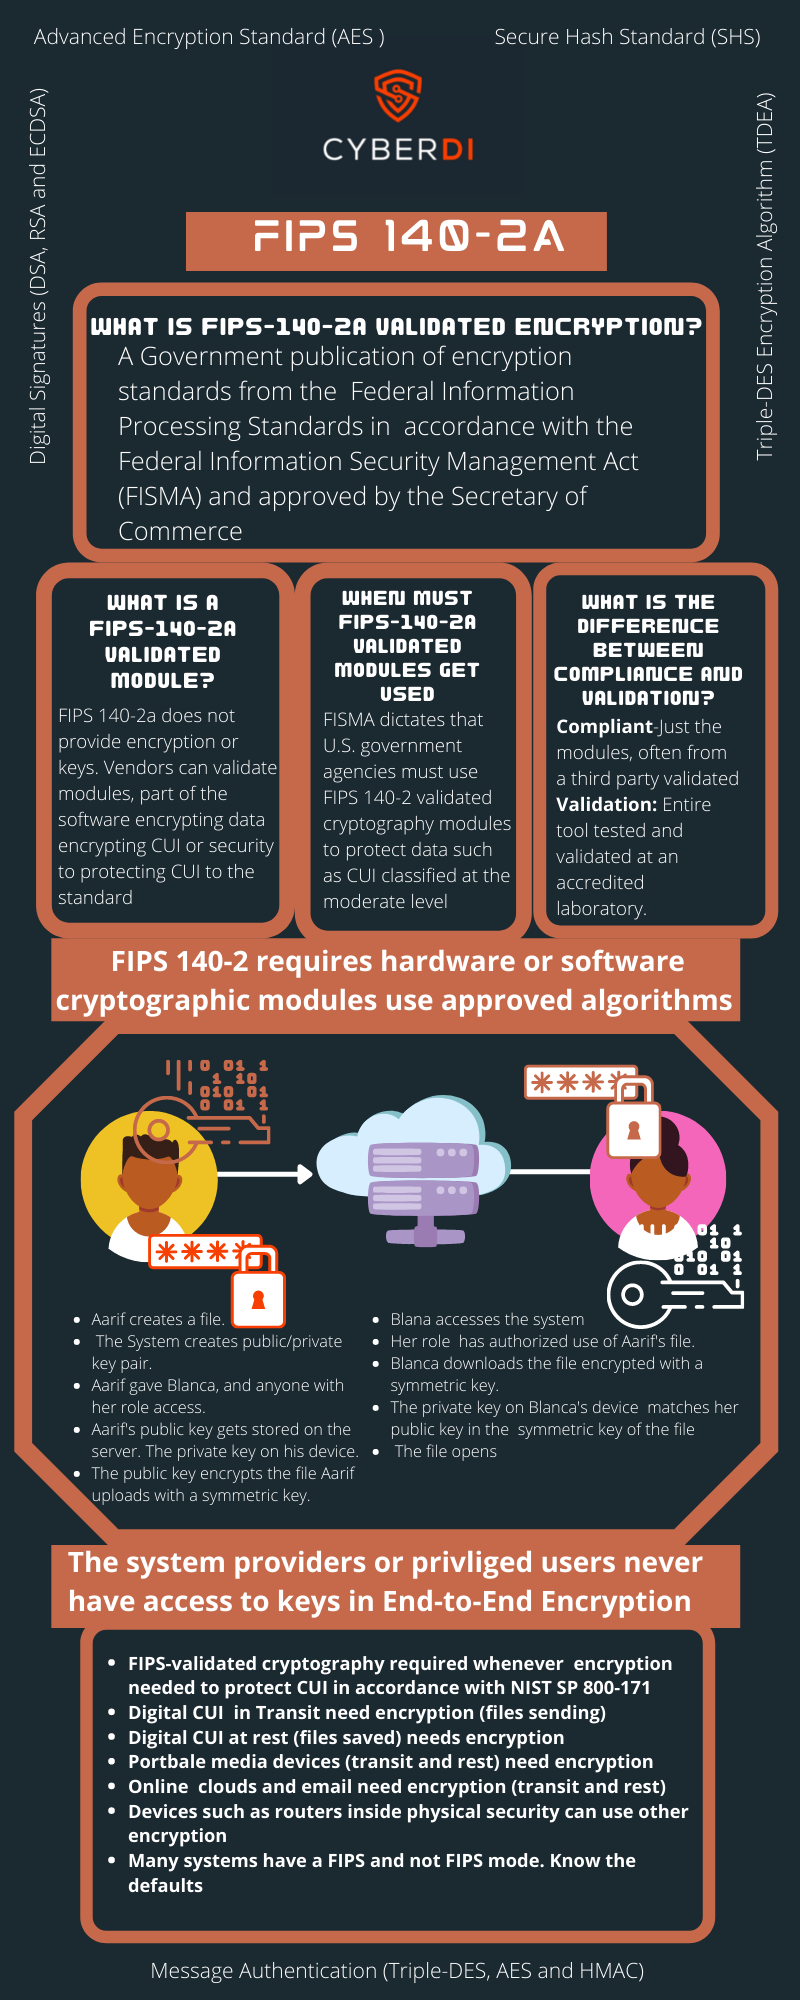 Advanced Encryption Standard (AES )
Secure Hash Standard (SHS)
Digital Signatures (DSA, RSA and ECDSA)
Triple-DES Encryption Algorithm (TDEA)
CYBERDI
FIPS 140-2A
WHAT IS FIPS-140-2A VALIDATED ENCRYPTION?
A Government publication of encryption
standards from the Federal Information
Processing Standards in accordance with the
Federal Information Security Management Act
(FISMA) and approved by the Secretary of
Commerce
WHAT IS A
FIPS-140-2A
VALIDATED
MODULE?
FIPS 140-2a does not
provide encryption or
keys. Vendors can validate
modules, part of the
software encrypting data
encrypting CUI or security
to protecting CUI to the
standard
WHEN MUST
FIPS-140-2A
VALIDATED
MODULES GET
USED
FISMA dictates that
U.S. government
agencies must use
FIPS 140-2 validated
cryptography modules
to protect data such
as CUI classified at the
moderate level
WHAT IS THE
DIFFERENCE
BETWEEN
COMPLIANCE AND
VALIDATION?
Compliant-Just the
modules, often from
a third party validated
Validation: Entire
tool tested and
validated at an
accredited
laboratory.
FIPS 140-2 requires hardware or software
cryptographic modules use approved algorithms
Aarif creates a file.
The System creates public/private
key pair.
Aarif gave Blanca, and anyone with
her role access.
Aarif's public key gets stored on the
server. The private key on his device.
The public key encrypts the file Aarif
uploads with a symmetric key.
Blana accesses the system
Her role has authorized use of Aarif's file.
Blanca downloads the file encrypted with a
symmetric key.
The private key on Blanca's device matches her
public key in the symmetric key of the file
The file opens
The system providers or privliged users never
have access to keys in End-to-End Encryption
FIPS-validated cryptography required whenever encryption
needed to protect CUI in accordance with NIST SP 800-171
Digital CUI in Transit need encryption (files sending)
Digital CUI at rest (files saved) needs encryption
Portbale media devices (transit and rest) need encryption
Online clouds and email need encryption (transit and rest)
Devices such as routers inside physical security can use other
encryption
Many systems have a FIPS and not FIPS mode. Know the
defaults
Message Authentication (Triple-DES, AES and HMAC)